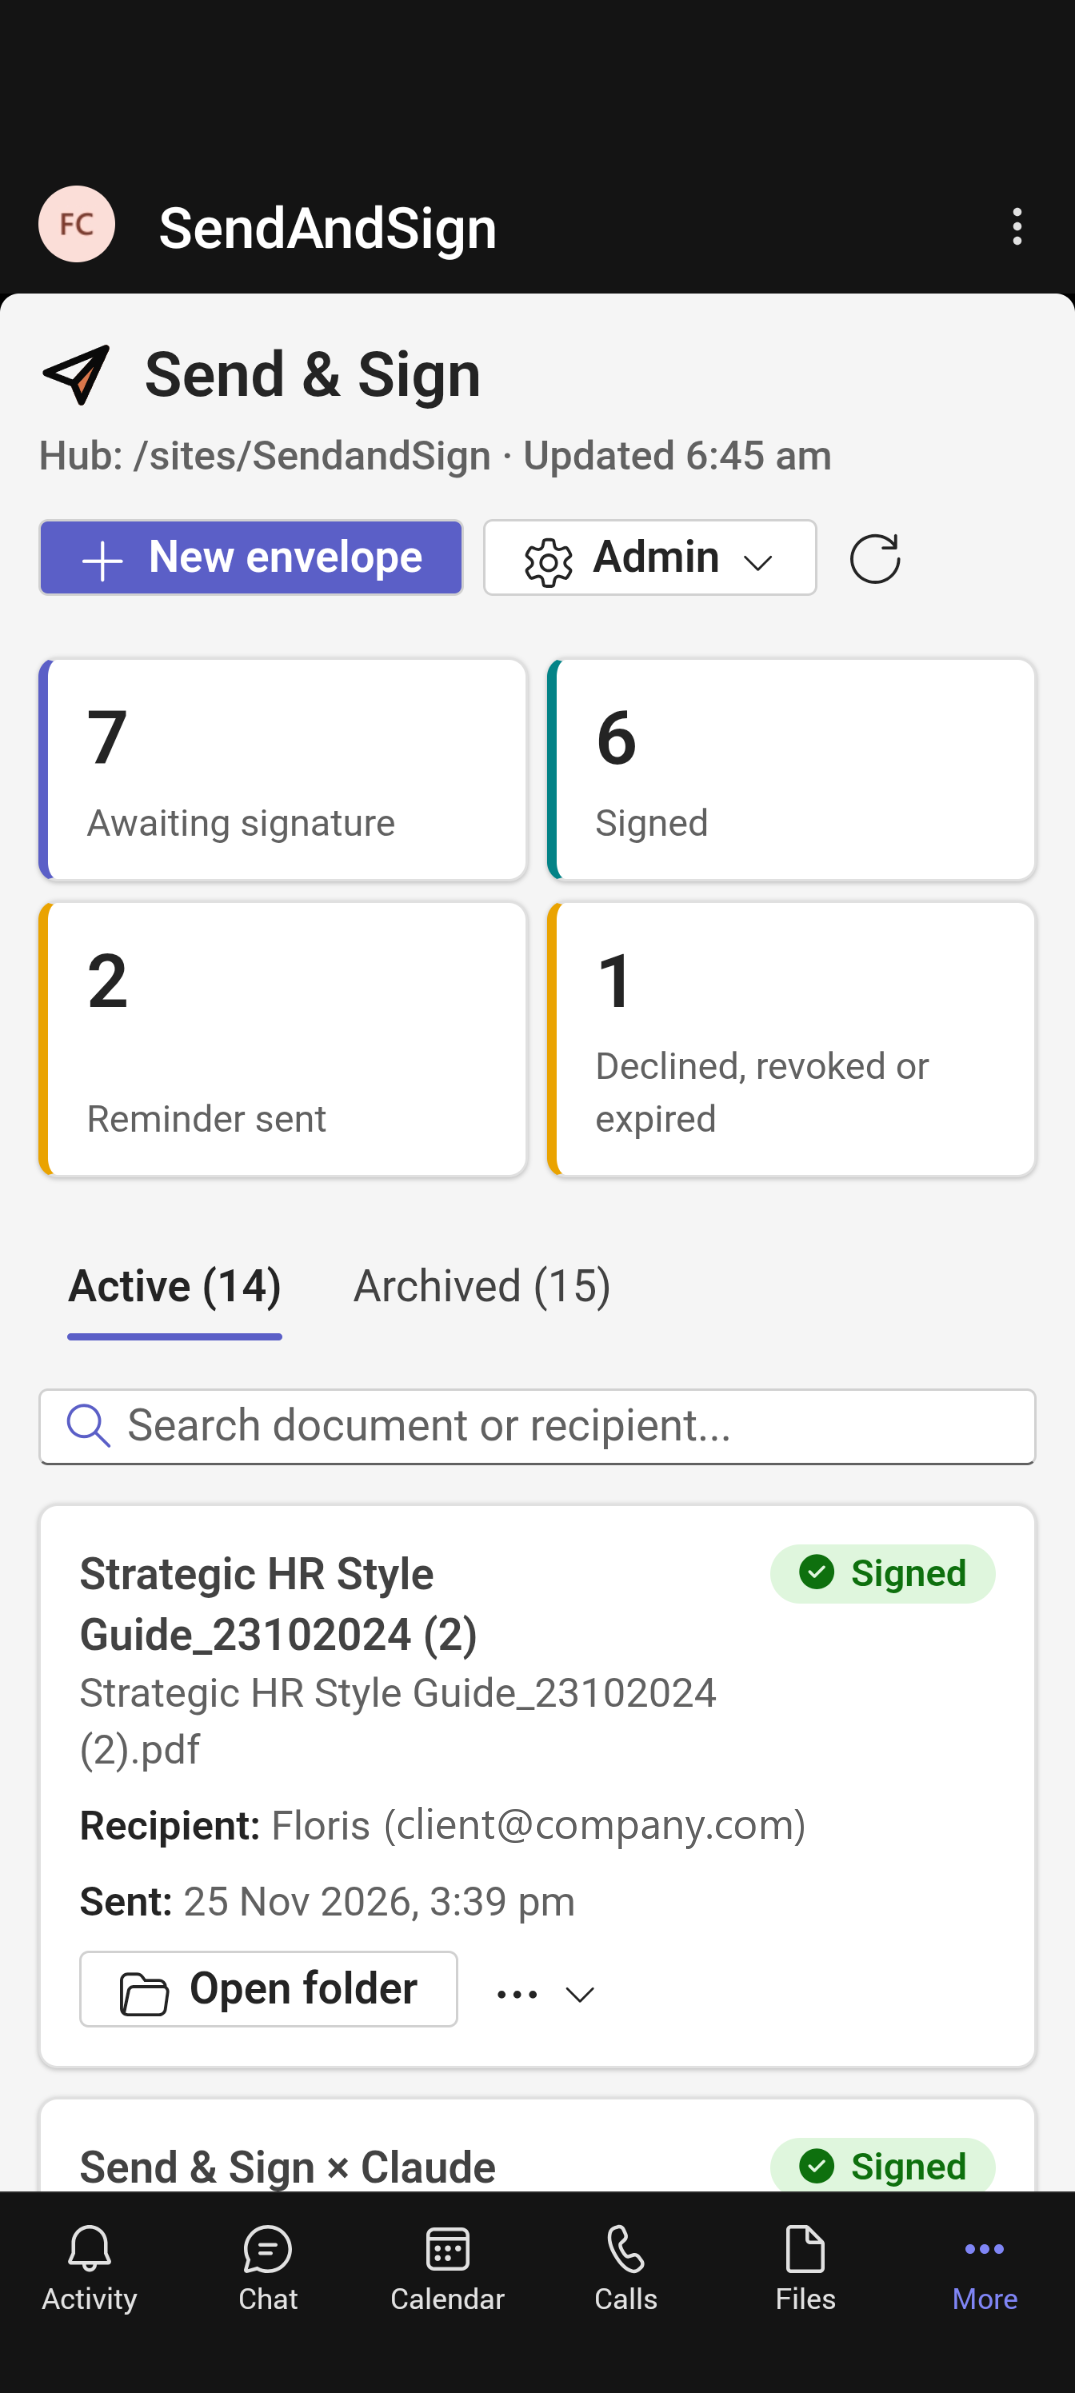 FC
SendAndSign
Send & Sign
Hub: /sites/SendandSign · Updated 6:45 am
New envelope
Admin
7
Awaiting signature
6
Signed
2
Reminder sent
1
Declined, revoked or
expired
Active (14)
Archived (15)
Search document or recipient...
Strategic HR Style
Guide_23102024 (2)
Signed
Strategic HR Style Guide_23102024
(2).pdf
Recipient: Floris (client@company.com)
Sent: 25 Nov 2026, 3:39 pm
Open folder
Send & Sign × Claude
Signed
Activity
Chat
Calendar
Calls
Files
More